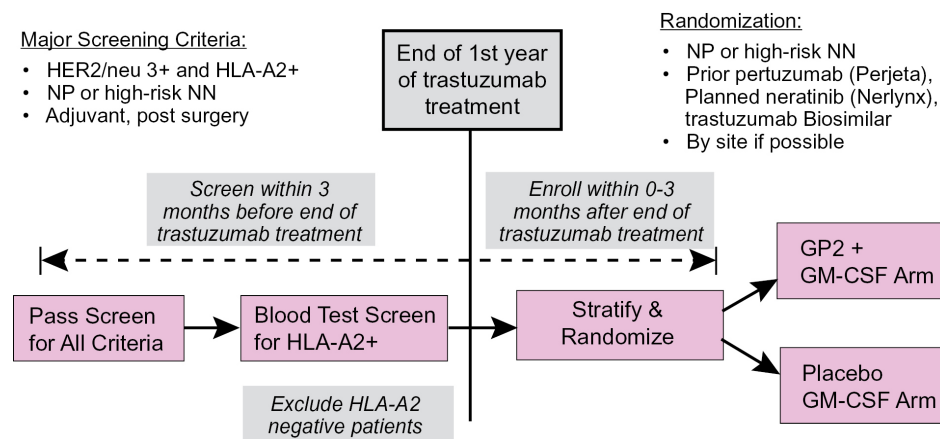 Major Screening Criteria:
• HER2/neu 3+ and HLA-A2+
• NP or high-risk NN
• Adjuvant, post surgery
End of 1st year
of trastuzumab
treatment
Randomization:
• NP or high-risk NN
• Prior pertuzumab (Perjeta),
Planned neratinib (Nerlynx),
trastuzumab Biosimilar
• By site if possible
Screen within 3
months before end of
trastuzumab treatment
Enroll within 0-3
months after end of
trastuzumab treatment
Pass Screen
for All Criteria
Blood Test Screen
for HLA-A2+
Stratify &
Randomize
GP2 +
GM-CSF Arm
Placebo
GM-CSF Arm
Exclude HLA-A2
negative patients